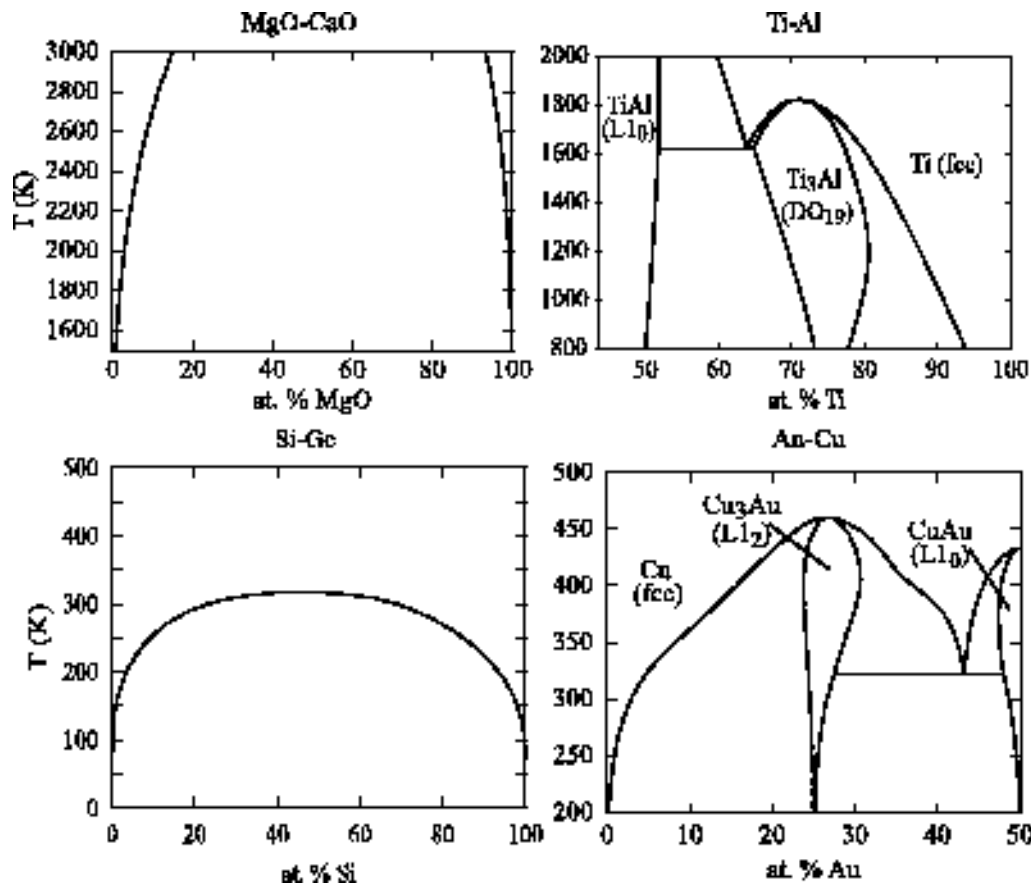 MgO-CaO
3000
2800
2600
2400
2200
2000
1800
1600
T (K)
0 20 40 60 80 100
at. % MgO
Ti-Al
2000
1800
1600
1400
1200
1000
800
TiAl
(L1₀)
Ti₃Al
(DO₁₉)
Ti (fcc)
50 60 70 80 90 100
at. % Ti
Si-Ge
500
400
300
200
100
0
T (K)
0 20 40 60 80 100
at. % Si
An-Cu
500
450
400
350
300
250
200
Cu₃Au
(L1₂)
CuAu
(L1₀)
Cu
(fcc)
0 10 20 30 40 50
at. % Au